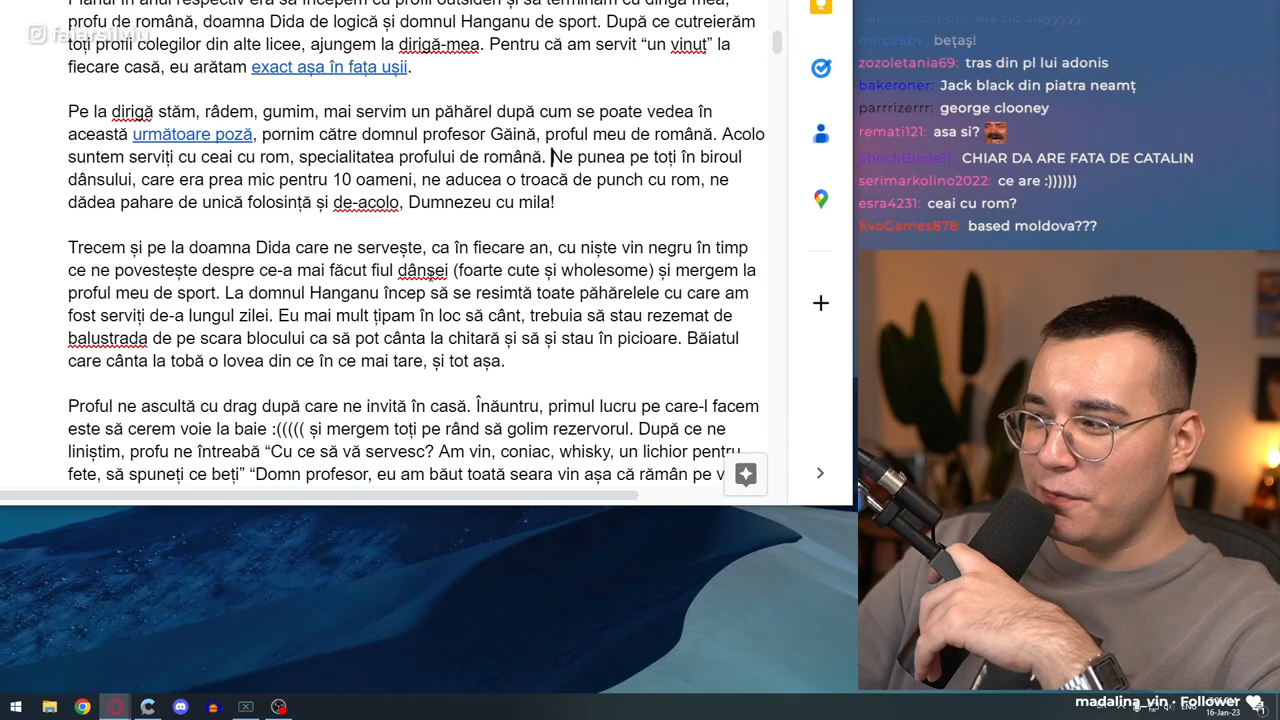 Planul în anul respectiv era să începem cu profii outsideri și să terminăm cu diriga mea,
profu de română, doamna Dida de logică și domnul Hanganu de sport. După ce cutreierăm
toți profii colegilor din alte licee, ajungem la dirigă-mea. Pentru că am servit “un vinuț” la
fiecare casă, eu arătam exact așa în fața ușii.
Pe la dirigă stăm, râdem, gumim, mai servim un păhărel după cum se poate vedea în
această următoare poză, pornim către domnul profesor Găină, proful meu de română. Acolo
suntem serviți cu ceai cu rom, specialitatea profului de română. Ne punea pe toți în biroul
dânsului, care era prea mic pentru 10 oameni, ne aducea o troacă de punch cu rom, ne
dădea pahare de unică folosință și de-acolo, Dumnezeu cu mila!
Trecem și pe la doamna Dida care ne servește, ca în fiecare an, cu niște vin negru în timp
ce ne povestește despre ce-a mai făcut fiul dânșei (foarte cute și wholesome) și mergem la
proful meu de sport. La domnul Hanganu încep să se resimtă toate păhărelele cu care am
fost serviți de-a lungul zilei. Eu mai mult țipam în loc să cânt, trebuia să stau rezemat de
balustrada de pe scara blocului ca să pot cânta la chitară și să și stau în picioare. Băiatul
care cânta la tobă o lovea din ce în ce mai tare, și tot așa.
Proful ne ascultă cu drag după care ne invită în casă. Înăuntru, primul lucru pe care-l facem
este să cerem voie la baie :((((( și mergem toți pe rând să golim rezervorul. După ce ne
liniștim, profu ne întreabă “Cu ce să vă servesc? Am vin, coniac, whisky, un lichior pentru
fete, să spuneți ce beți” “Domn profesor, eu am băut toată seara vin așa că rămân pe v
faiarsilviu
mirceabv: bețaș!
zozoletania69: tras din pl lui adonis
bakeroner: Jack black din piatra neamț
parrrizerrr: george clooney
remati121: asa si?
ShockBlade11: CHIAR DA ARE FATA DE CATALIN
serimarkolino2022: ce are :))))))
esra4231: ceai cu rom?
EvoGames878: based moldova???
madalina_vin · Follower
ENG
16-Jan-23